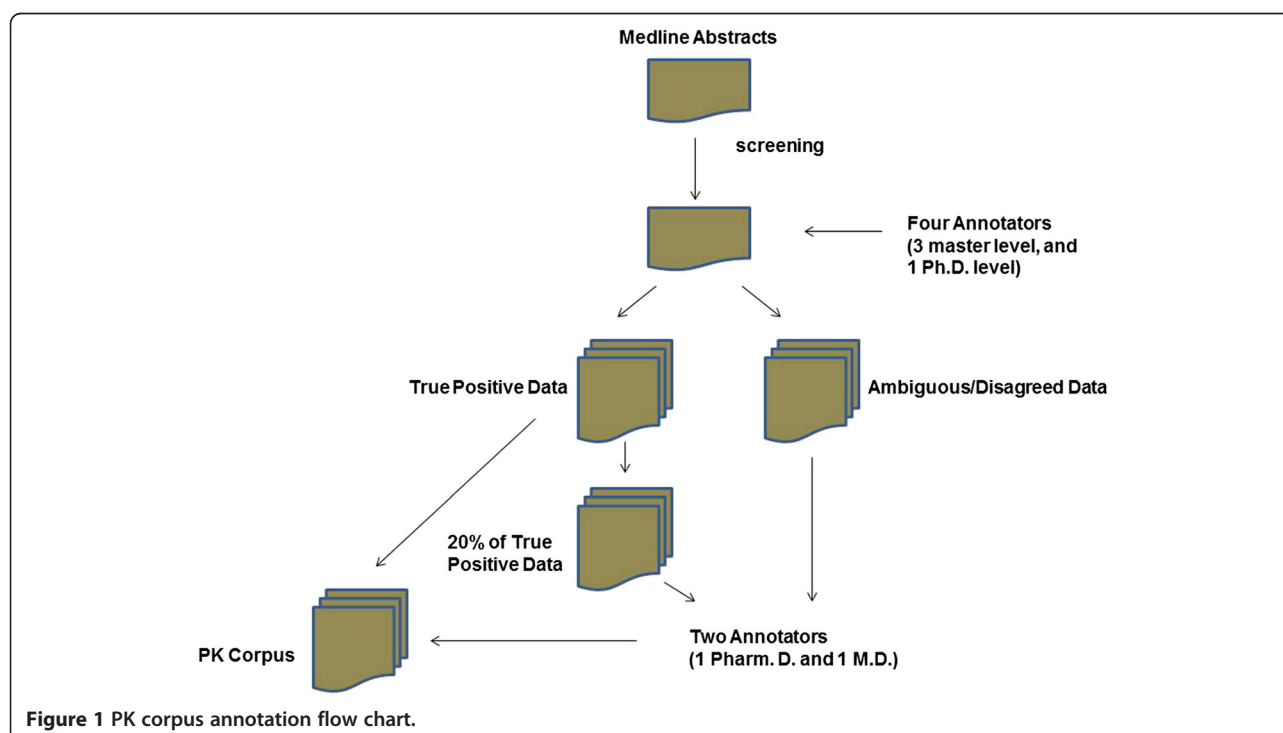 Medline Abstracts
screening
Four Annotators
(3 master level, and
1 Ph.D. level)
True Positive Data
Ambiguous/Disagreed Data
20% of True
Positive Data
Two Annotators
(1 Pharm. D. and 1 M.D.)
PK Corpus
Figure 1 PK corpus annotation flow chart.